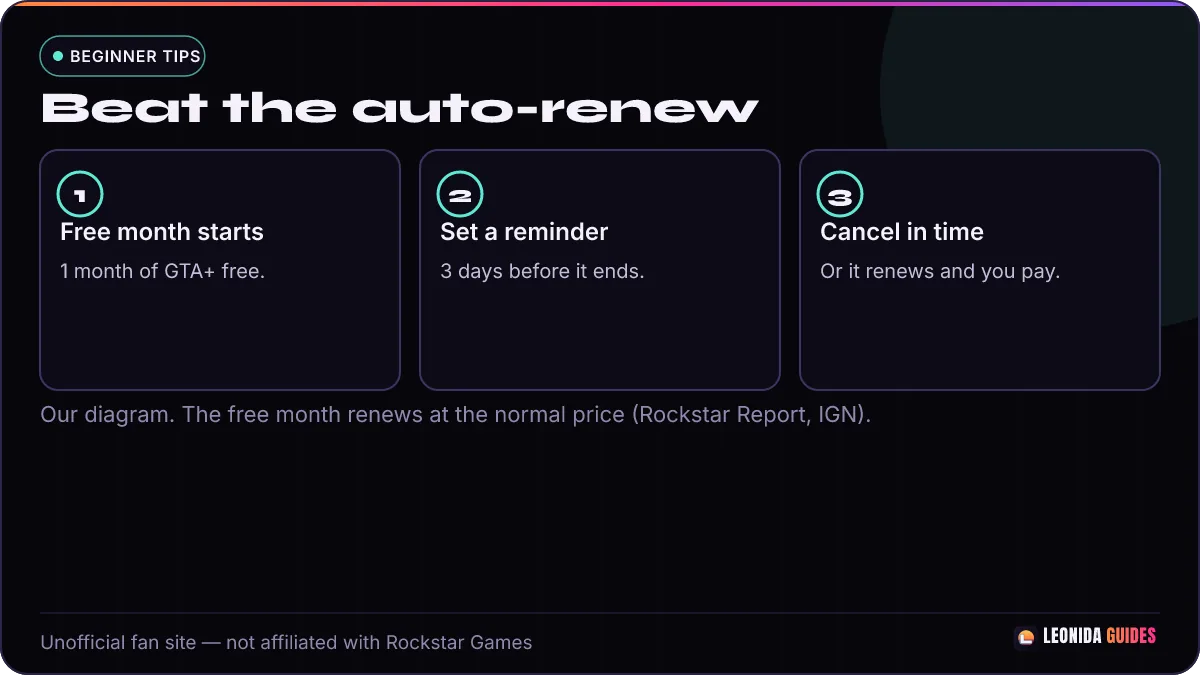 BEGINNER TIPS
Beat the auto-renew
1
Free month starts
1 month of GTA+ free.
2
Set a reminder
3 days before it ends.
3
Cancel in time
Or it renews and you pay.
Our diagram. The free month renews at the normal price (Rockstar Report, IGN).
Unofficial fan site — not affiliated with Rockstar Games
LEONIDA GUIDES